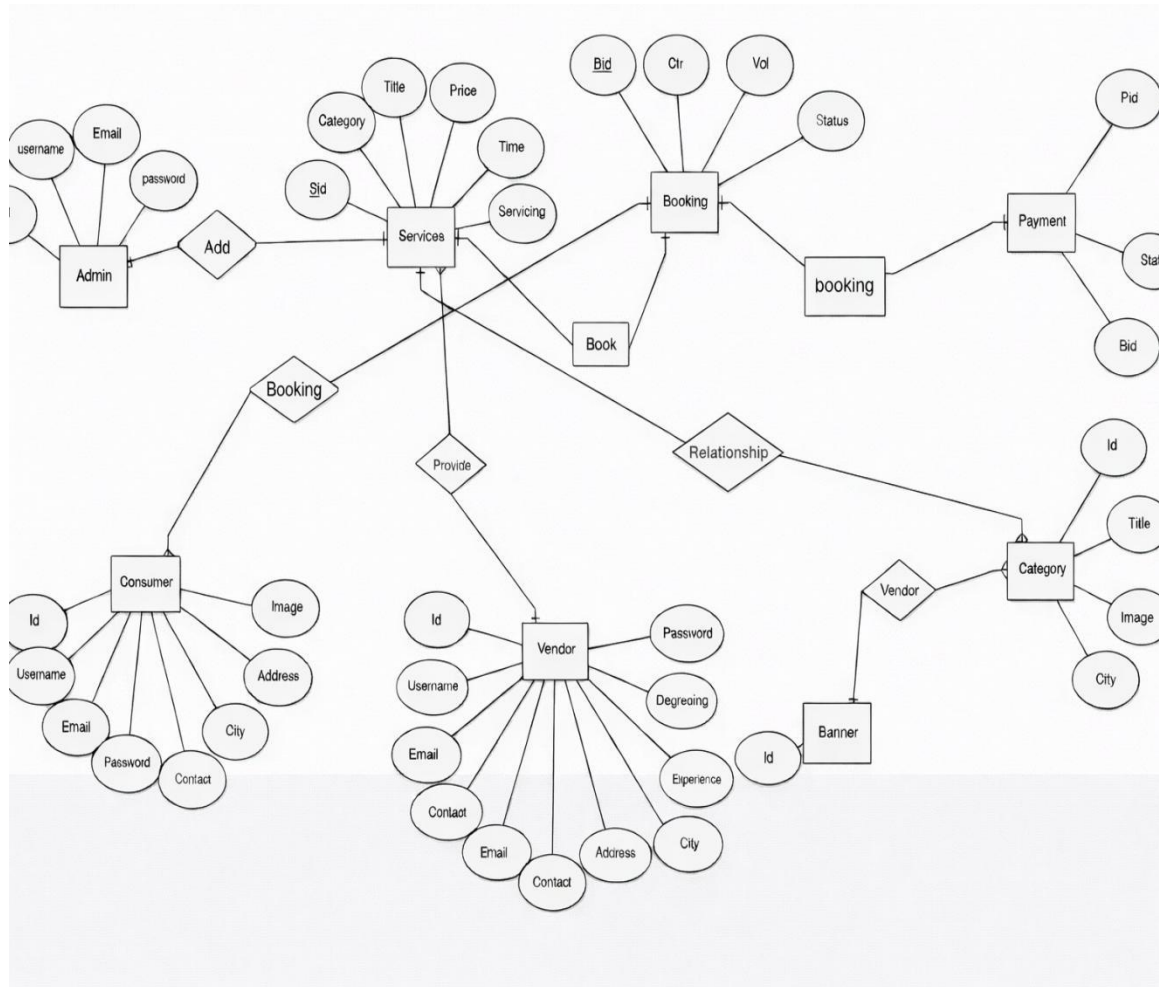 Bid
Ctr
Vol
Title
Price
Pid
Category
Status
Email
username
Time
password
Sid
Servicing
Booking
Payment
Services
Add
Admin
Stat
booking
Book
Bid
Booking
Id
Relationship
Provide
Title
Category
Consumer
Vendor
Image
Image
Id
Id
Password
Vendor
Username
Address
City
Username
Degreding
Email
City
Banner
Password
Email
Id
Contact
Experience
Contact
Email
Address
City
Contact